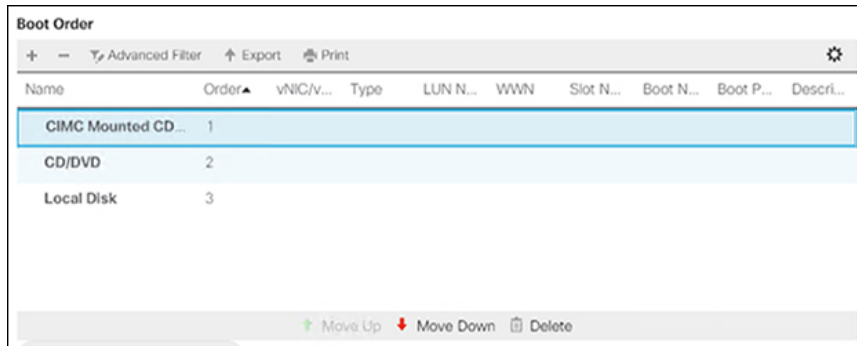 Boot Order
+ − Advanced Filter Export Print
Name Order vNIC/v... Type LUN N... WWN Slot N... Boot N... Boot P... Descri...
CIMC Mounted CD... 1
CD/DVD 2
Local Disk 3
Move Up Move Down Delete